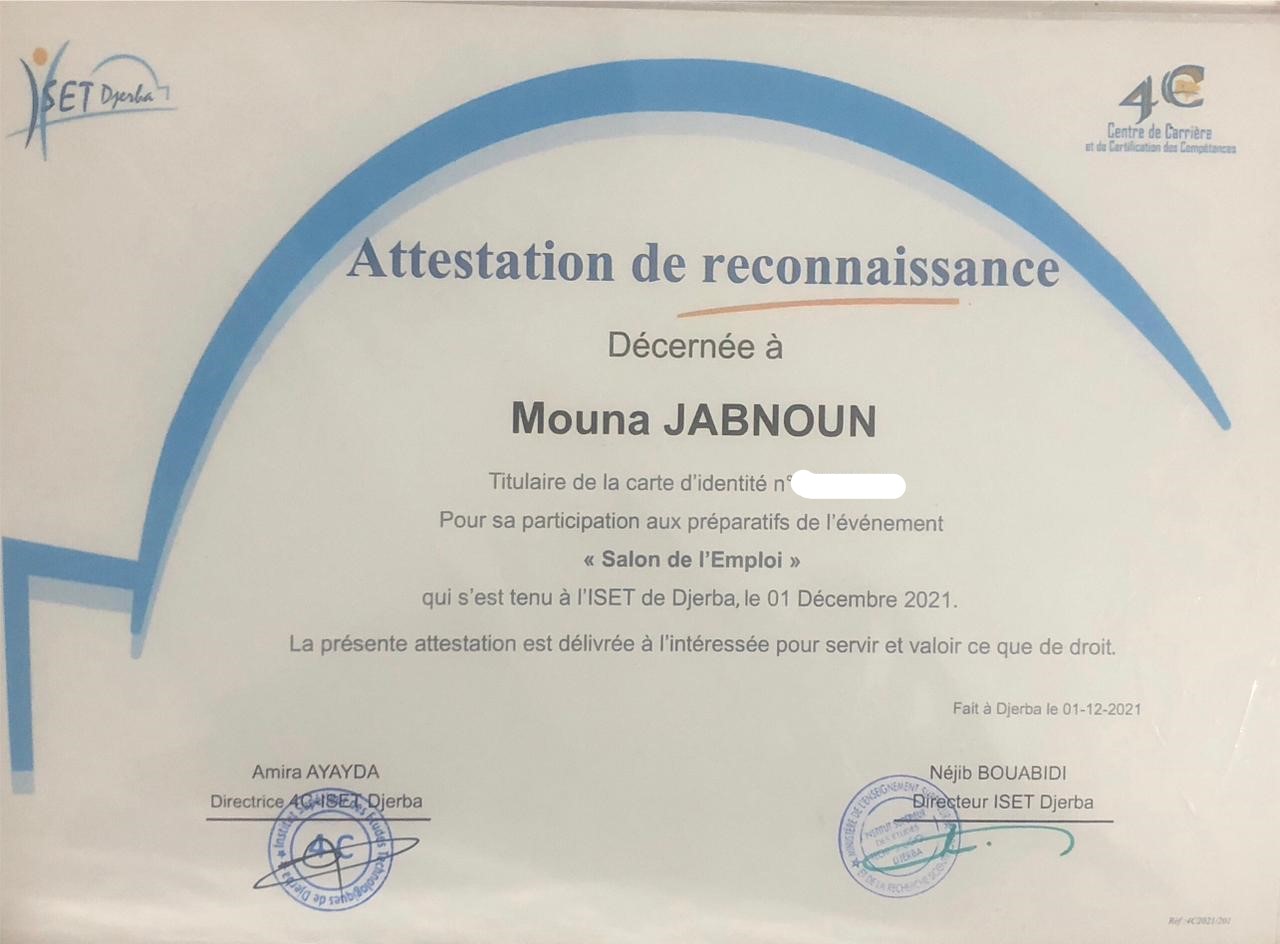 ISET Djerba
4C
Centre de Carrière
et de Certification des Compétences
Attestation de reconnaissance
Décernée à
Mouna JABNOUN
Titulaire de la carte d'identité n°
Pour sa participation aux préparatifs de l'événement
« Salon de l'Emploi »
qui s'est tenu à l'ISET de Djerba, le 01 Décembre 2021.
La présente attestation est délivrée à l'intéressée pour servir et valoir ce que de droit.
Fait à Djerba le 01-12-2021
Amira AYAYDA
Directrice 4C-ISET Djerba
Institut Supérieur des Etudes Technologiques de Djerba
4C
Néjib BOUABIDI
Directeur ISET Djerba
MINISTÈRE DE L'ENSEIGNEMENT
ET DE LA RECHERCHE
INSTITUT SUPERIEUR
DES ETUDES
DJERBA
Réf :4C2021/201